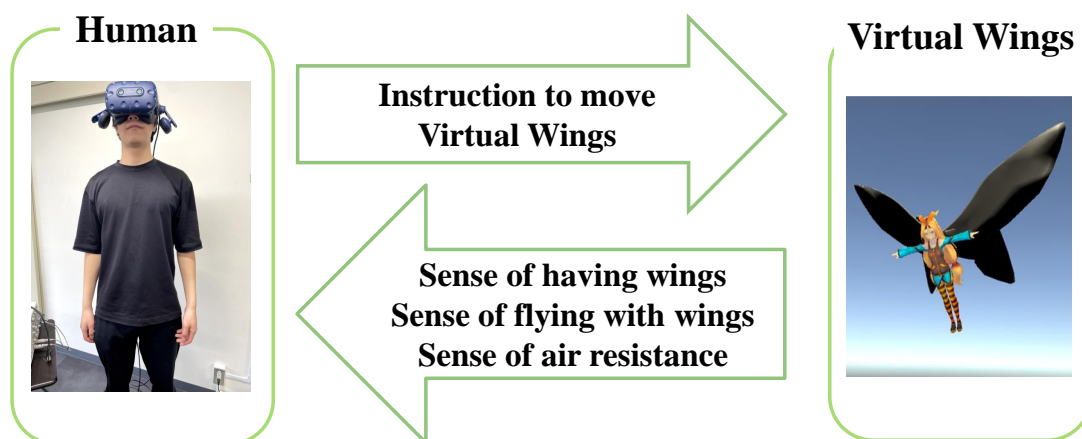 Human
Virtual Wings
Instruction to move
Virtual Wings
Sense of having wings
Sense of flying with wings
Sense of air resistance